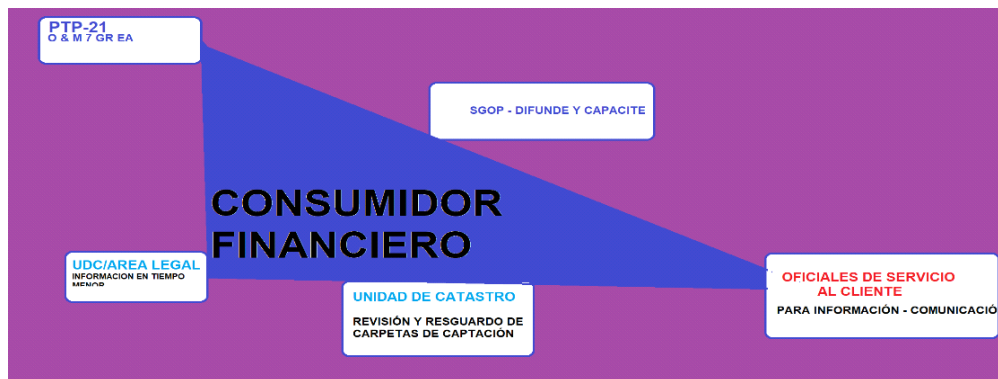 PTP-21
O & M 7 GR EA
SGOP - DIFUNDE Y CAPACITE
CONSUMIDOR
FINANCIERO
UDC/AREA LEGAL
INFORMACION EN TIEMPO
MENOR
UNIDAD DE CATASTRO
REVISIÓN Y RESGUARDO DE
CARPETAS DE CAPTACIÓN
OFICIALES DE SERVICIO
AL CLIENTE
PARA INFORMACIÓN - COMUNICACIÓ